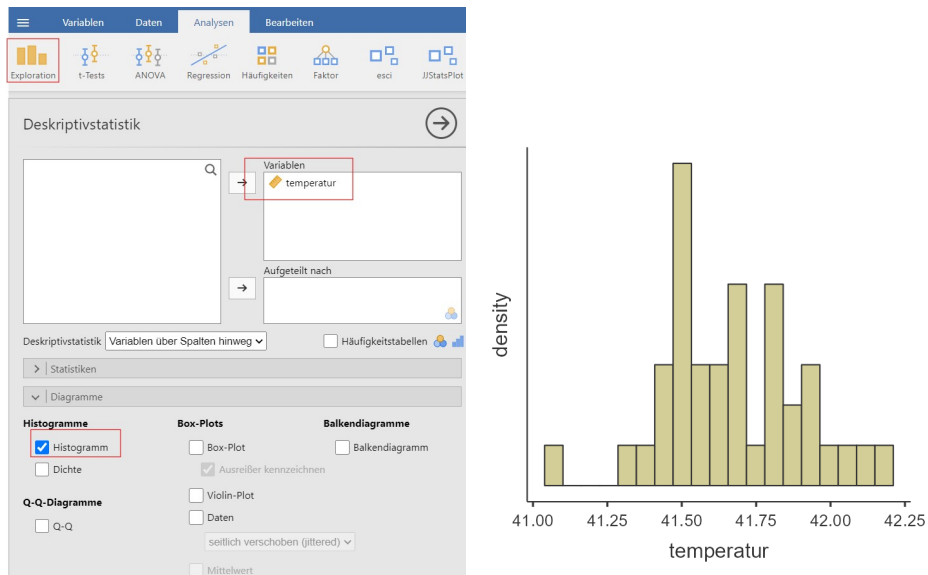 Variablen Daten Analysen Bearbeiten
Exploration t-Tests ANOVA Regression Häufigkeiten Faktor esci JJStatsPlot
Deskriptivstatistik
Variablen
temperatur
Aufgeteilt nach
Deskriptivstatistik Variablen über Spalten hinweg Häufigkeitstabellen
Statistiken
Diagramme
Histogramme Box-Plots Balkendiagramme
Histogramm Box-Plot Balkendiagramm
Dichte Ausreißer kennzeichnen
Violin-Plot
Q-Q-Diagramme
Daten
Q-Q
seitlich verschoben (jittered)
Mittelwert
density
41.00 41.25 41.50 41.75 42.00 42.25
temperatur